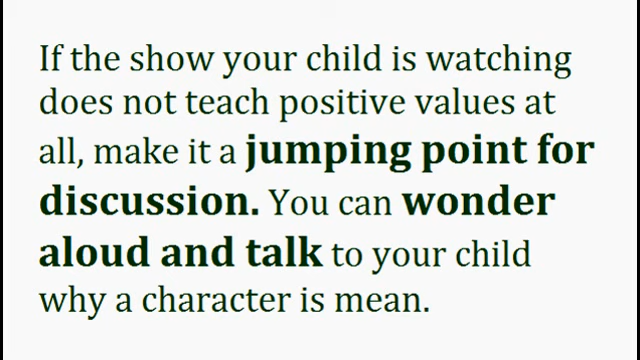 If the show your child is watching
does not teach positive values at
all, make it a jumping point for
discussion. You can wonder
aloud and talk to your child
why a character is mean.